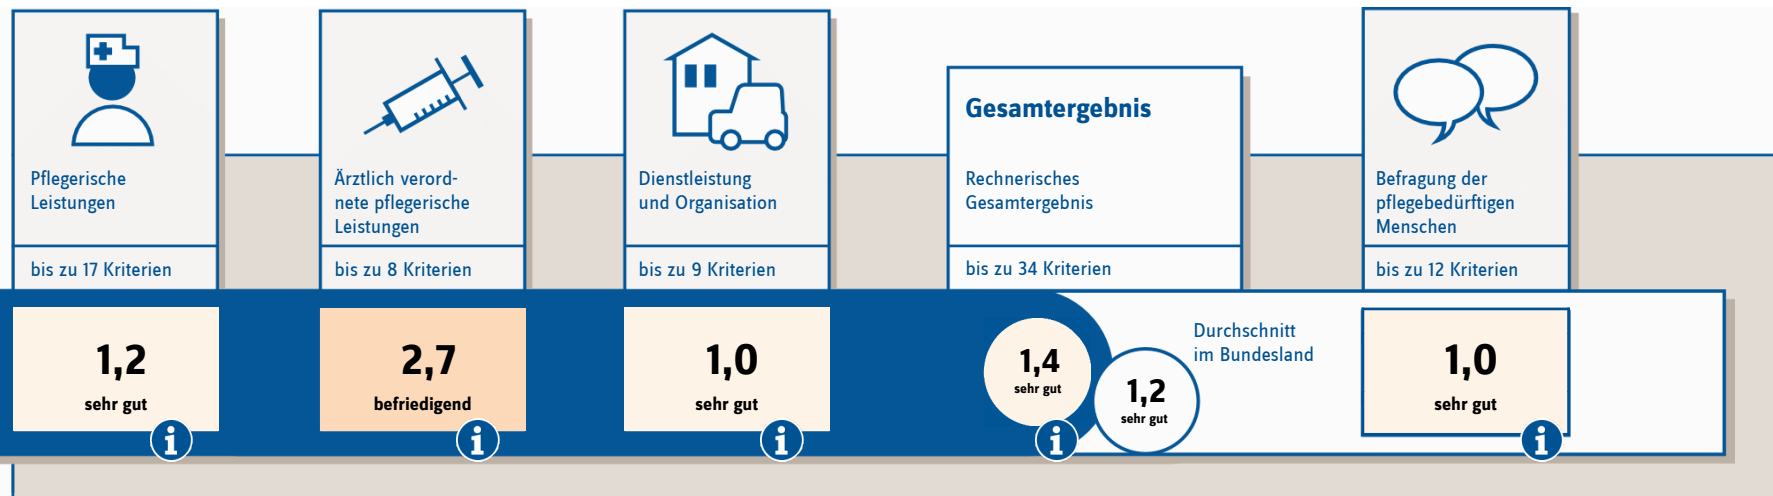 Pflegerische
Leistungen
bis zu 17 Kriterien
1,2
sehr gut
i
Ärztlich verord-
nete pflegerische
Leistungen
bis zu 8 Kriterien
2,7
befriedigend
i
Dienstleistung
und Organisation
bis zu 9 Kriterien
1,0
sehr gut
i
Gesamtergebnis
Rechnerisches
Gesamtergebnis
bis zu 34 Kriterien
1,4
sehr gut
i
Durchschnitt
im Bundesland
1,2
sehr gut
Befragung der
pflegebedürftigen
Menschen
bis zu 12 Kriterien
1,0
sehr gut
i